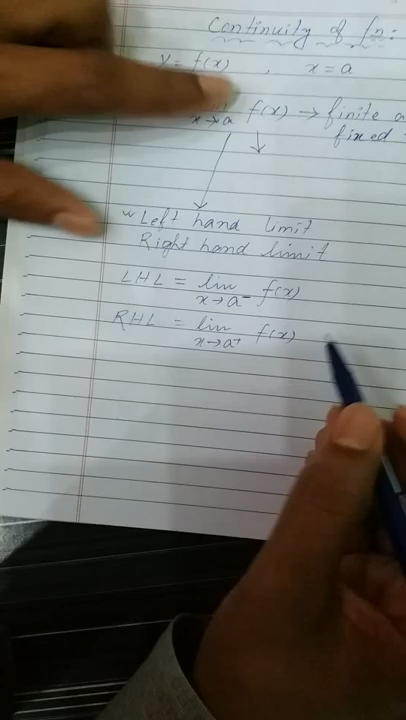 Continuity of fn:
y = f(x) , x = a
x→a f(x) → finite
fixed
Left hand limit
Right hand limit
LHL = lim x→a⁻ f(x)
RHL = lim x→a⁺ f(x)